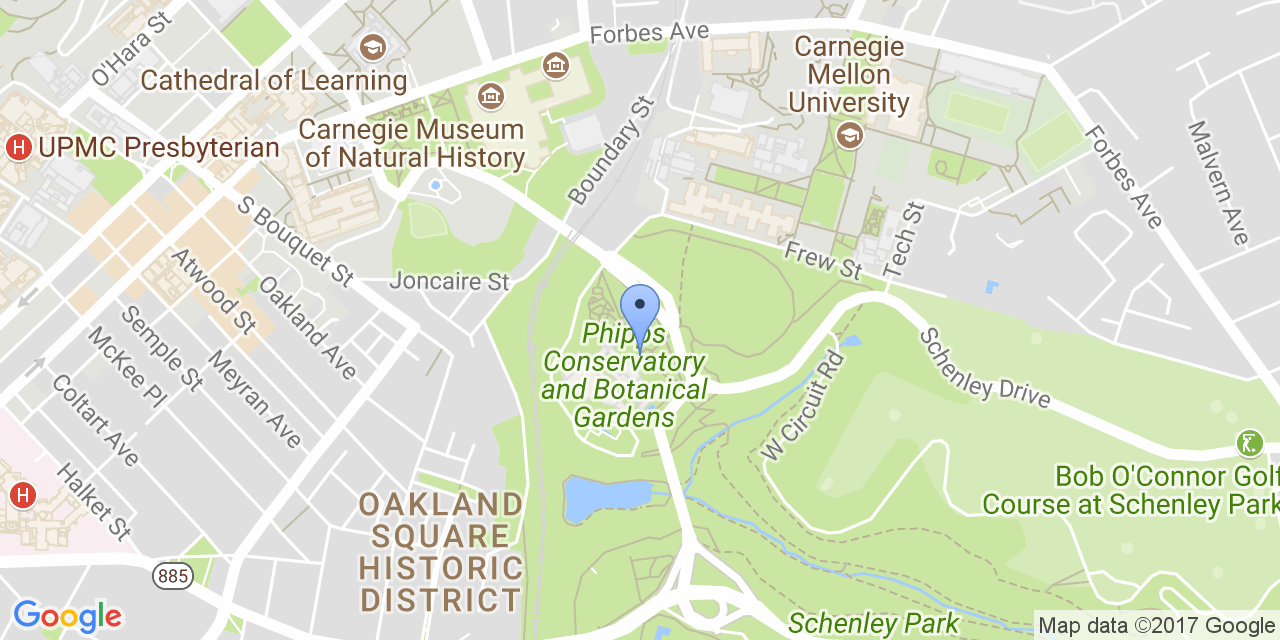 Forbes Ave
O'Hara St
Cathedral of Learning
Carnegie
Mellon
University
H UPMC Presbyterian
Carnegie Museum
of Natural History
Boundary St
Forbes Ave
Malvern Ave
S Bouquet St
Tech St
Frew St
Atwood St
Joncaire St
Oakland Ave
Semple St
McKee Pl
Meyran Ave
Coltart Ave
Halket St
Phipps
Conservatory
and Botanical
Gardens
Schenley Drive
W Circuit Rd
Bob O'Connor Golf
Course at Schenley Park
H
OAKLAND
SQUARE
HISTORIC
DISTRICT
885
Google
Schenley Park
Map data ©2017 Google